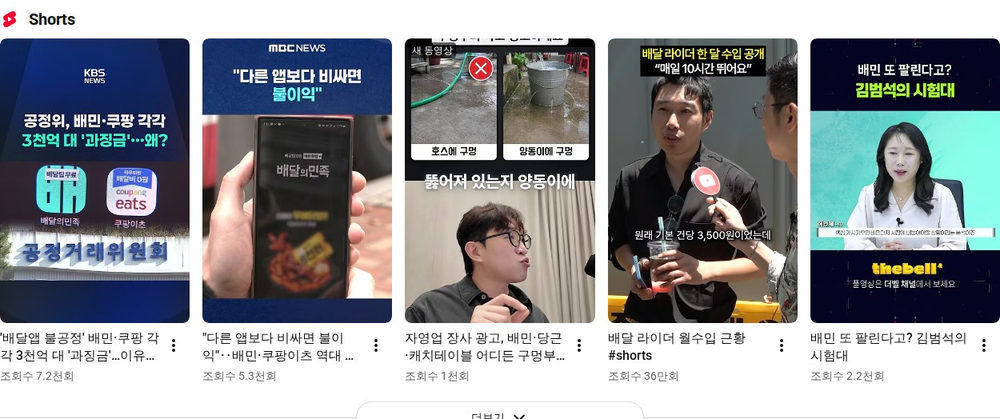 Shorts
KBS
NEWS
공정위, 배민·쿠팡 각각
3천억 대 '과징금'…왜?
배달팁 무료
배달비 0원
coupang
eats
배달의민족
쿠팡이츠
공정거래위원회
'배달앱 불공정' 배민·쿠팡 각
각 3천억 대 '과징금'...이유…
조회수 7.2천회
MBC NEWS
"다른 앱보다 비싸면
불이익"
배달의민족
"다른 앱보다 비싸면 불이
익"‥배민·쿠팡이츠 역대 …
조회수 5.3천회
새 동영상
호스에 구멍
양동이에 구멍
뚫어져 있는지 양동이에
자영업 장사 광고, 배민·당근
·캐치테이블 어디든 구멍부…
조회수 1천회
배달 라이더 한 달 수입 공개
"매일 10시간 뛰어요"
원래 기본 건당 3,500원이었는데
배달 라이더 월수입 근황
#shorts
조회수 36만회
배민 또 팔린다고?
김범석의 시험대
thebell
풀영상은 더벨 채널에서 보세요
배민 또 팔린다고? 김범석의
시험대
조회수 2.2천회
더보기